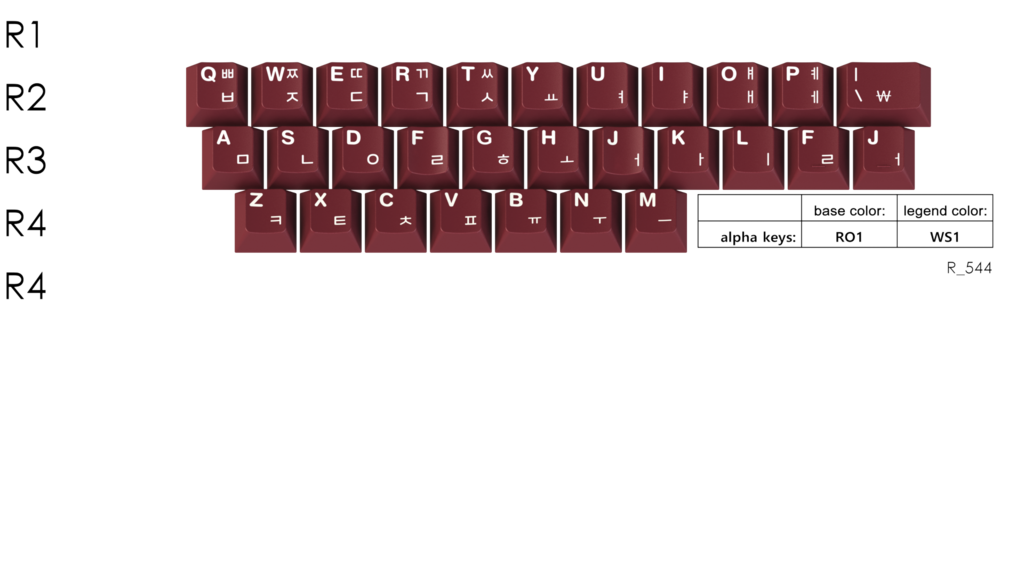 R1
R2
Q ㅃ W ㅉ E ㄸ R ㄲ T ㅆ Y U I O ㅒ P ㅖ |
ㅂ ㅈ ㄷ ㄱ ㅅ ㅛ ㅕ ㅑ ㅐ ㅔ \ ₩
R3
A S D F G H J K L F J
ㅁ ㄴ ㅇ ㄹ ㅎ ㅗ ㅓ ㅏ ㅣ ㄹ ㅓ
R4
Z X C V B N M
ㅋ ㅌ ㅊ ㅍ ㅠ ㅜ ㅡ
base color: legend color:
alpha keys: RO1 WS1
R_544
R4